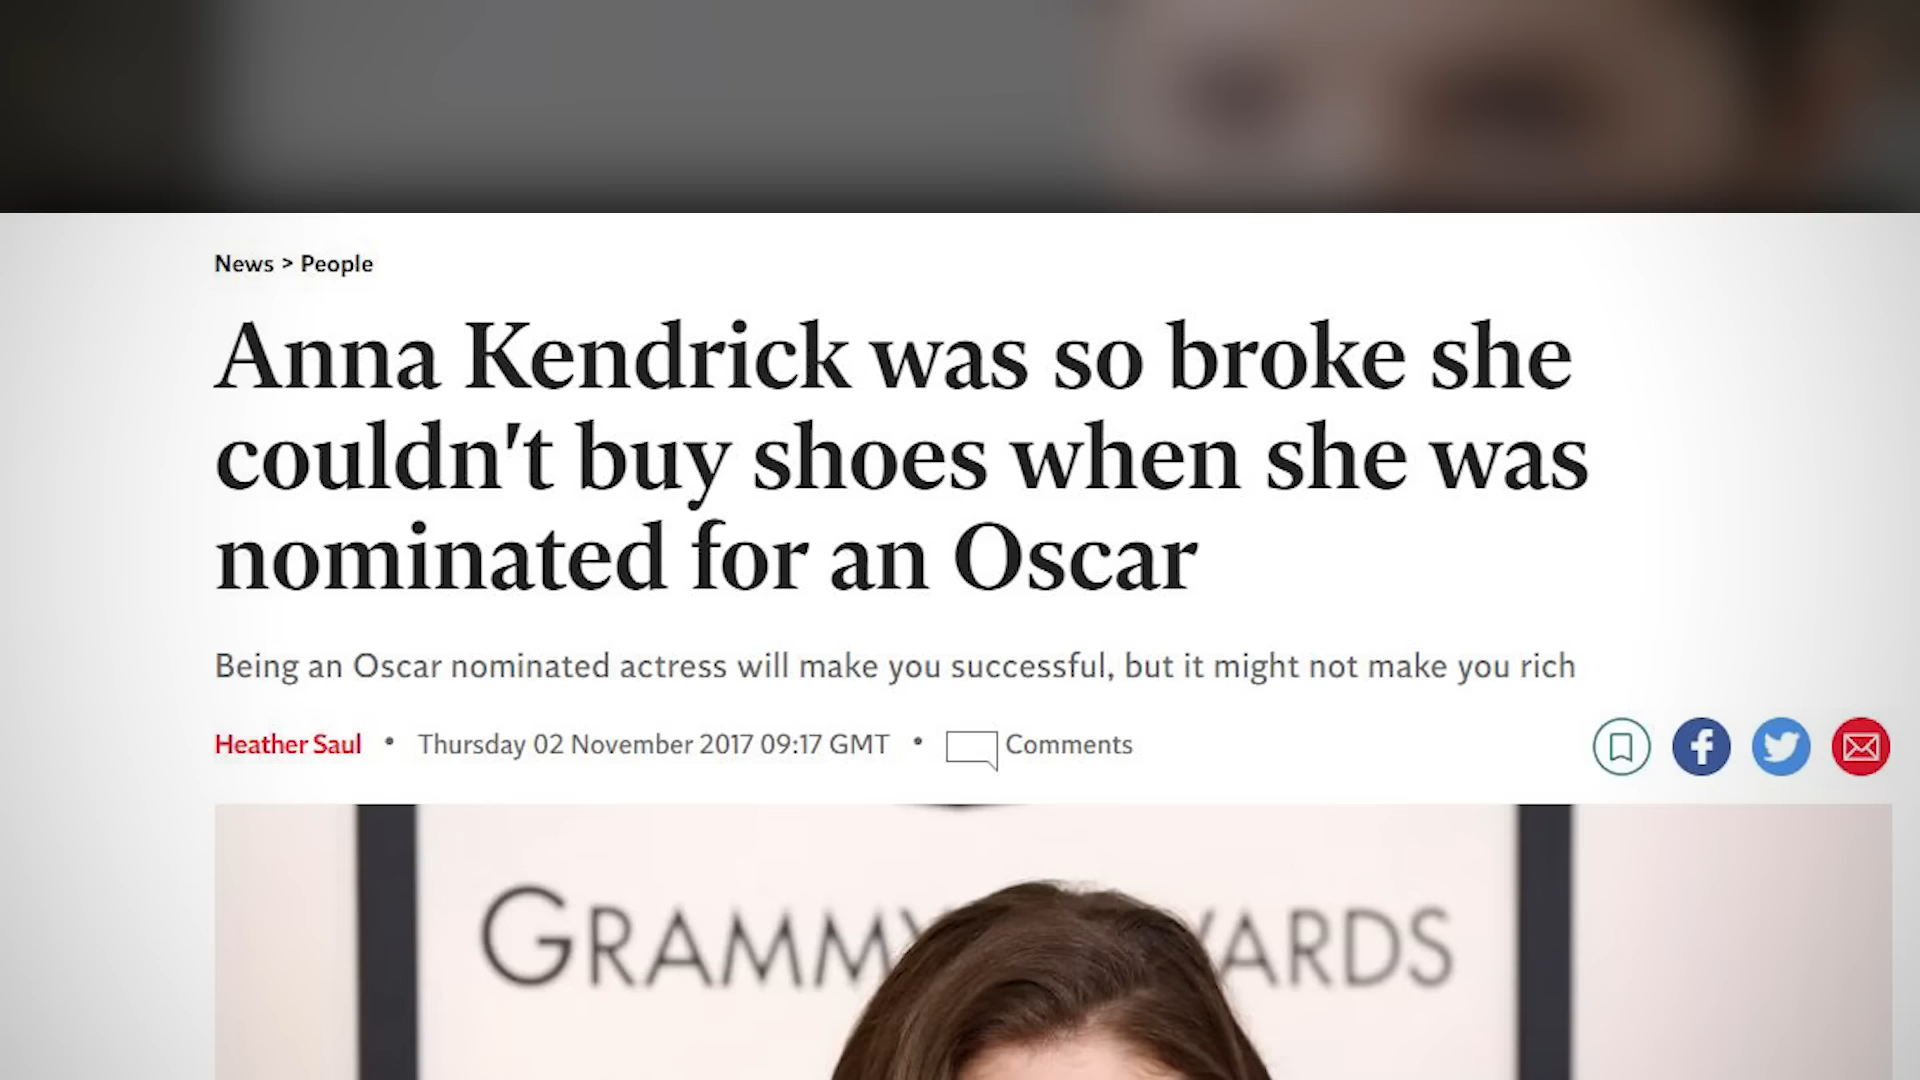 News > People
Anna Kendrick was so broke she
couldn't buy shoes when she was
nominated for an Oscar
Being an Oscar nominated actress will make you successful, but it might not make you rich
Heather Saul • Thursday 02 November 2017 09:17 GMT • Comments
GRAMMY ARDS